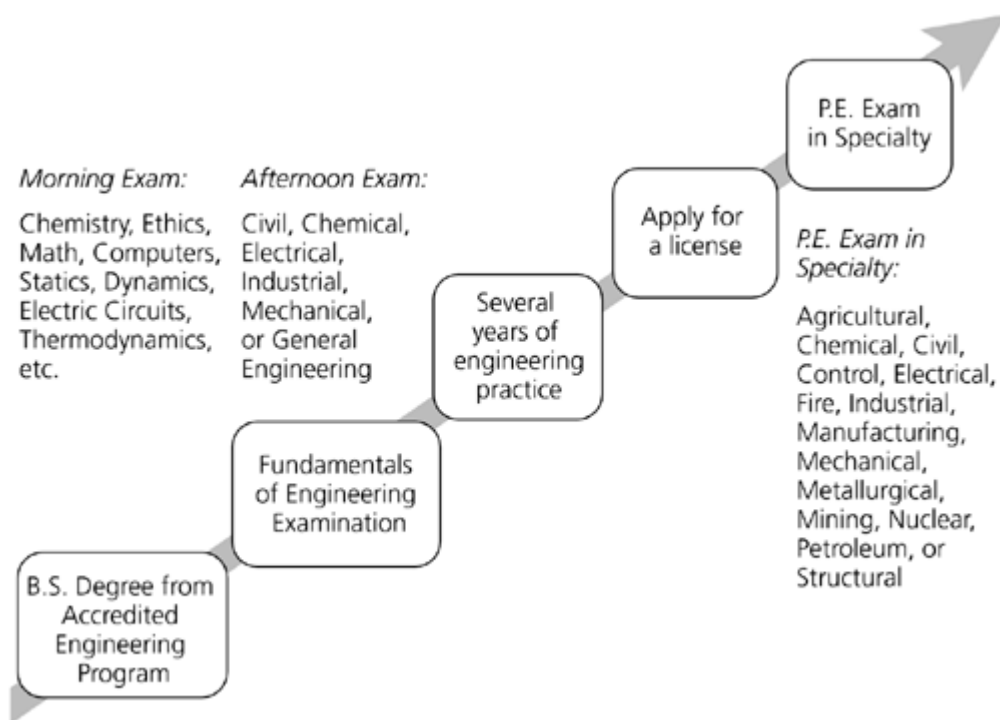 Morning Exam:
Chemistry, Ethics,
Math, Computers,
Statics, Dynamics,
Electric Circuits,
Thermodynamics,
etc.
Afternoon Exam:
Civil, Chemical,
Electrical,
Industrial,
Mechanical,
or General
Engineering
B.S. Degree from
Accredited
Engineering
Program
Fundamentals
of Engineering
Examination
Several
years of
engineering
practice
Apply for
a license
P.E. Exam
in Specialty
P.E. Exam in
Specialty:
Agricultural,
Chemical, Civil,
Control, Electrical,
Fire, Industrial,
Manufacturing,
Mechanical,
Metallurgical,
Mining, Nuclear,
Petroleum, or
Structural